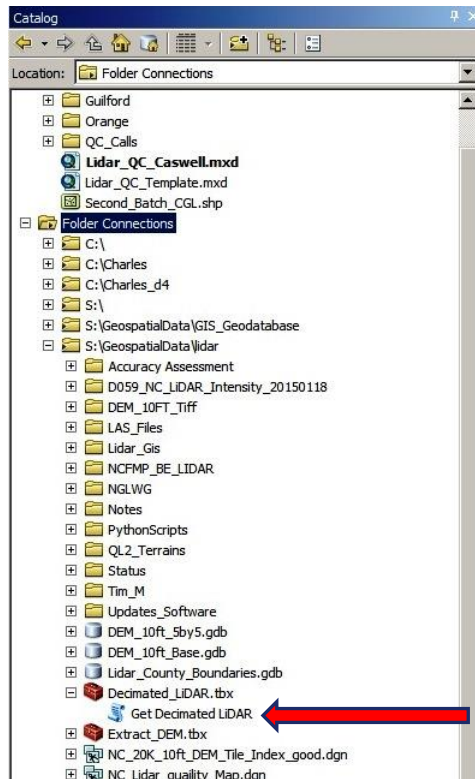 Catalog
Location: Folder Connections
Guilford
Orange
QC_Calls
Lidar_QC_Caswell.mxd
Lidar_QC_Template.mxd
Second_Batch_CGL.shp
Folder Connections
C:\
C:\Charles
C:\Charles_d4
S:\
S:\GeospatialData\GIS_Geodatabase
S:\GeospatialData\lidar
Accuracy Assessment
D059_NC_LiDAR_Intensity_20150118
DEM_10FT_Tiff
LAS_Files
Lidar_Gis
NCFMP_BE_LIDAR
NGLWG
Notes
PythonScripts
QL2_Terrains
Status
Tim_M
Updates_Software
DEM_10ft_5by5.gdb
DEM_10ft_Base.gdb
Lidar_County_Boundaries.gdb
Decimated_LiDAR.tbx
Get Decimated LiDAR
Extract_DEM.tbx
NC_20K_10ft_DEM_Tile_Index_good.dgn
NC_Lidar_quaility_Map.dgn